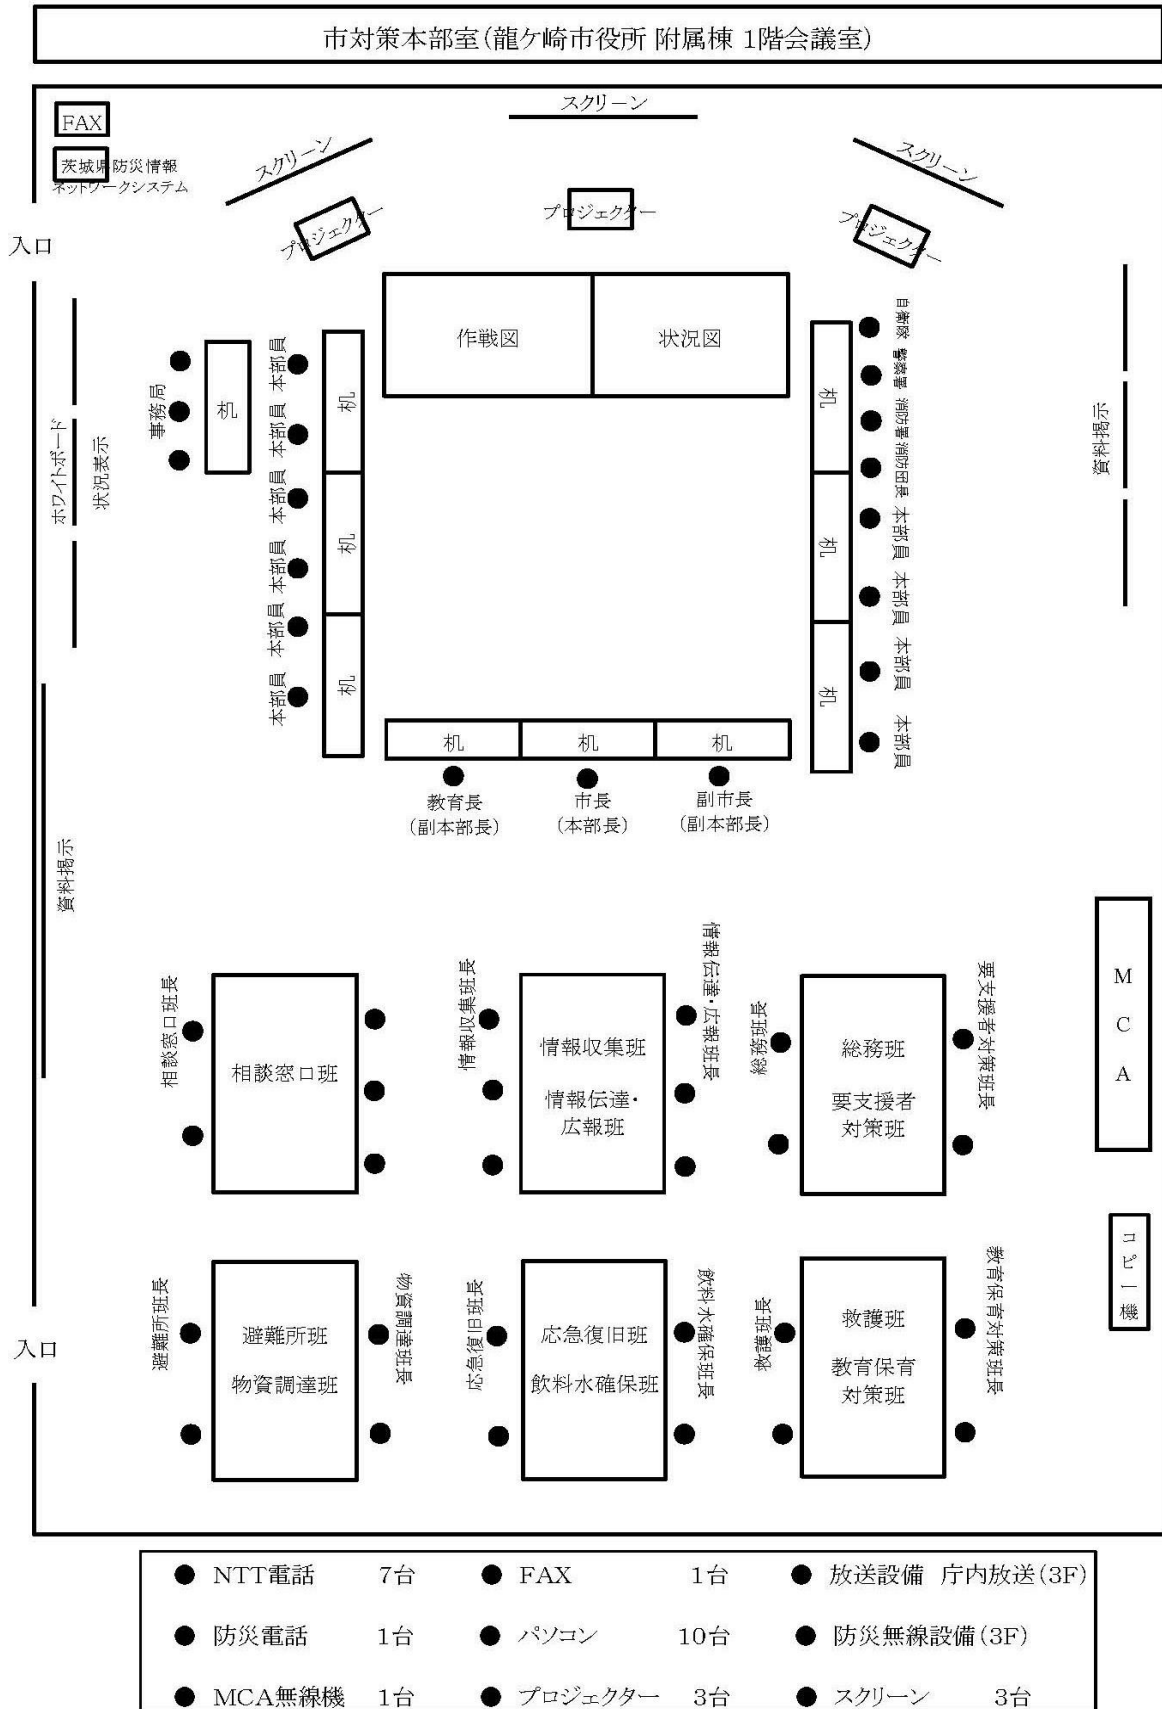 市対策本部室(龍ケ崎市役所 附属棟 1階会議室)
スクリーン
FAX
スクリーン
スクリーン
茨城県防災情報
ネットワークシステム
プロジェクター
プロジェクター
プロジェクター
入口
作戦図
状況図
自衛隊
警察署
消防署
消防団長
本部員
本部員
本部員
本部員
机
机
机
資料掲示
事務局
机
本部員
本部員
本部員
本部員
本部員
本部員
机
机
机
ホワイトボード
状況表示
机
机
机
教育長
(副本部長)
市長
(本部長)
副市長
(副本部長)
資料掲示
相談窓口班長
相談窓口班
情報収集班長
情報収集班
情報伝達・
広報班
情報伝達・広報班長
総務班長
総務班
要支援者
対策班
要支援者対策班長
MCA
コピー機
入口
避難所班長
避難所班
物資調達班
物資調達班長
応急復旧班長
応急復旧班
飲料水確保班
飲料水確保班長
救護班長
救護班
教育保育
対策班
教育保育対策班長
● NTT電話 7台 ● FAX 1台 ● 放送設備 庁内放送(3F)
● 防災電話 1台 ● パソコン 10台 ● 防災無線設備(3F)
● MCA無線機 1台 ● プロジェクター 3台 ● スクリーン 3台